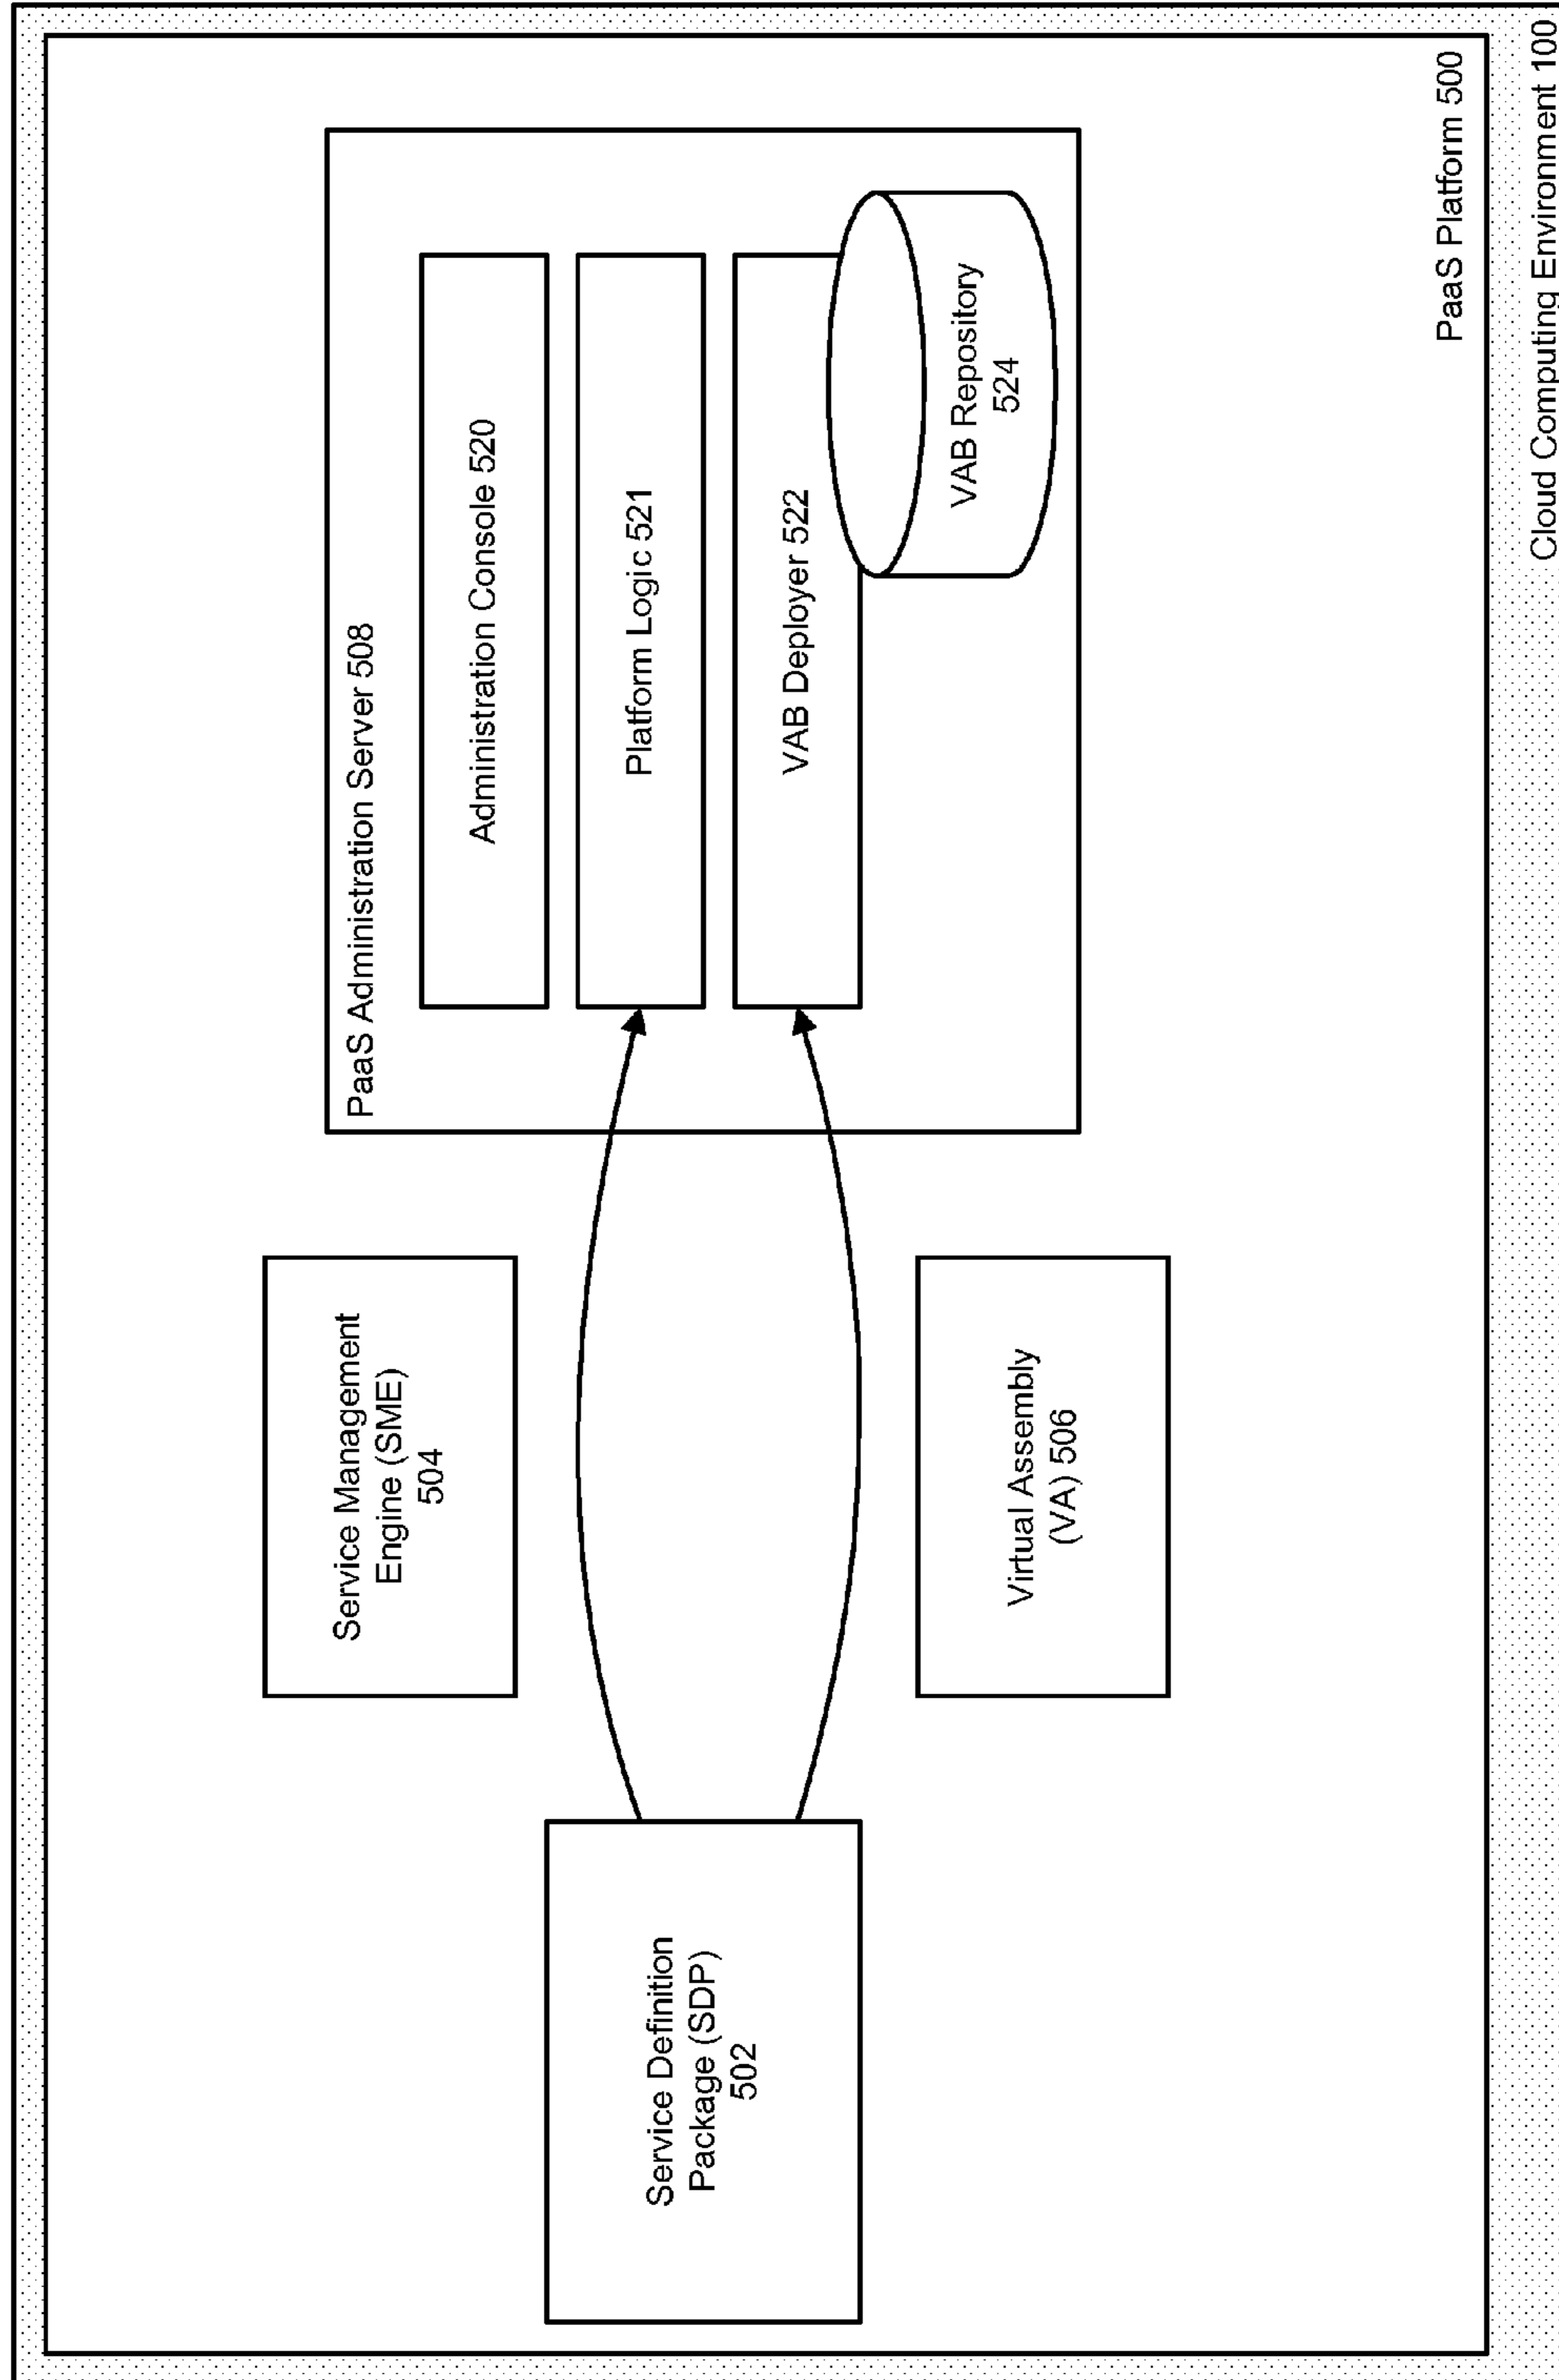 PaaS Administration Server 508
Administration Console 520
Platform Logic 521
VAB Deployer 522
VAB Repository
524
Service Management
Engine (SME)
504
Service Definition
Package (SDP)
502
Virtual Assembly
(VA) 506
PaaS Platform 500
Cloud Computing Environment 100